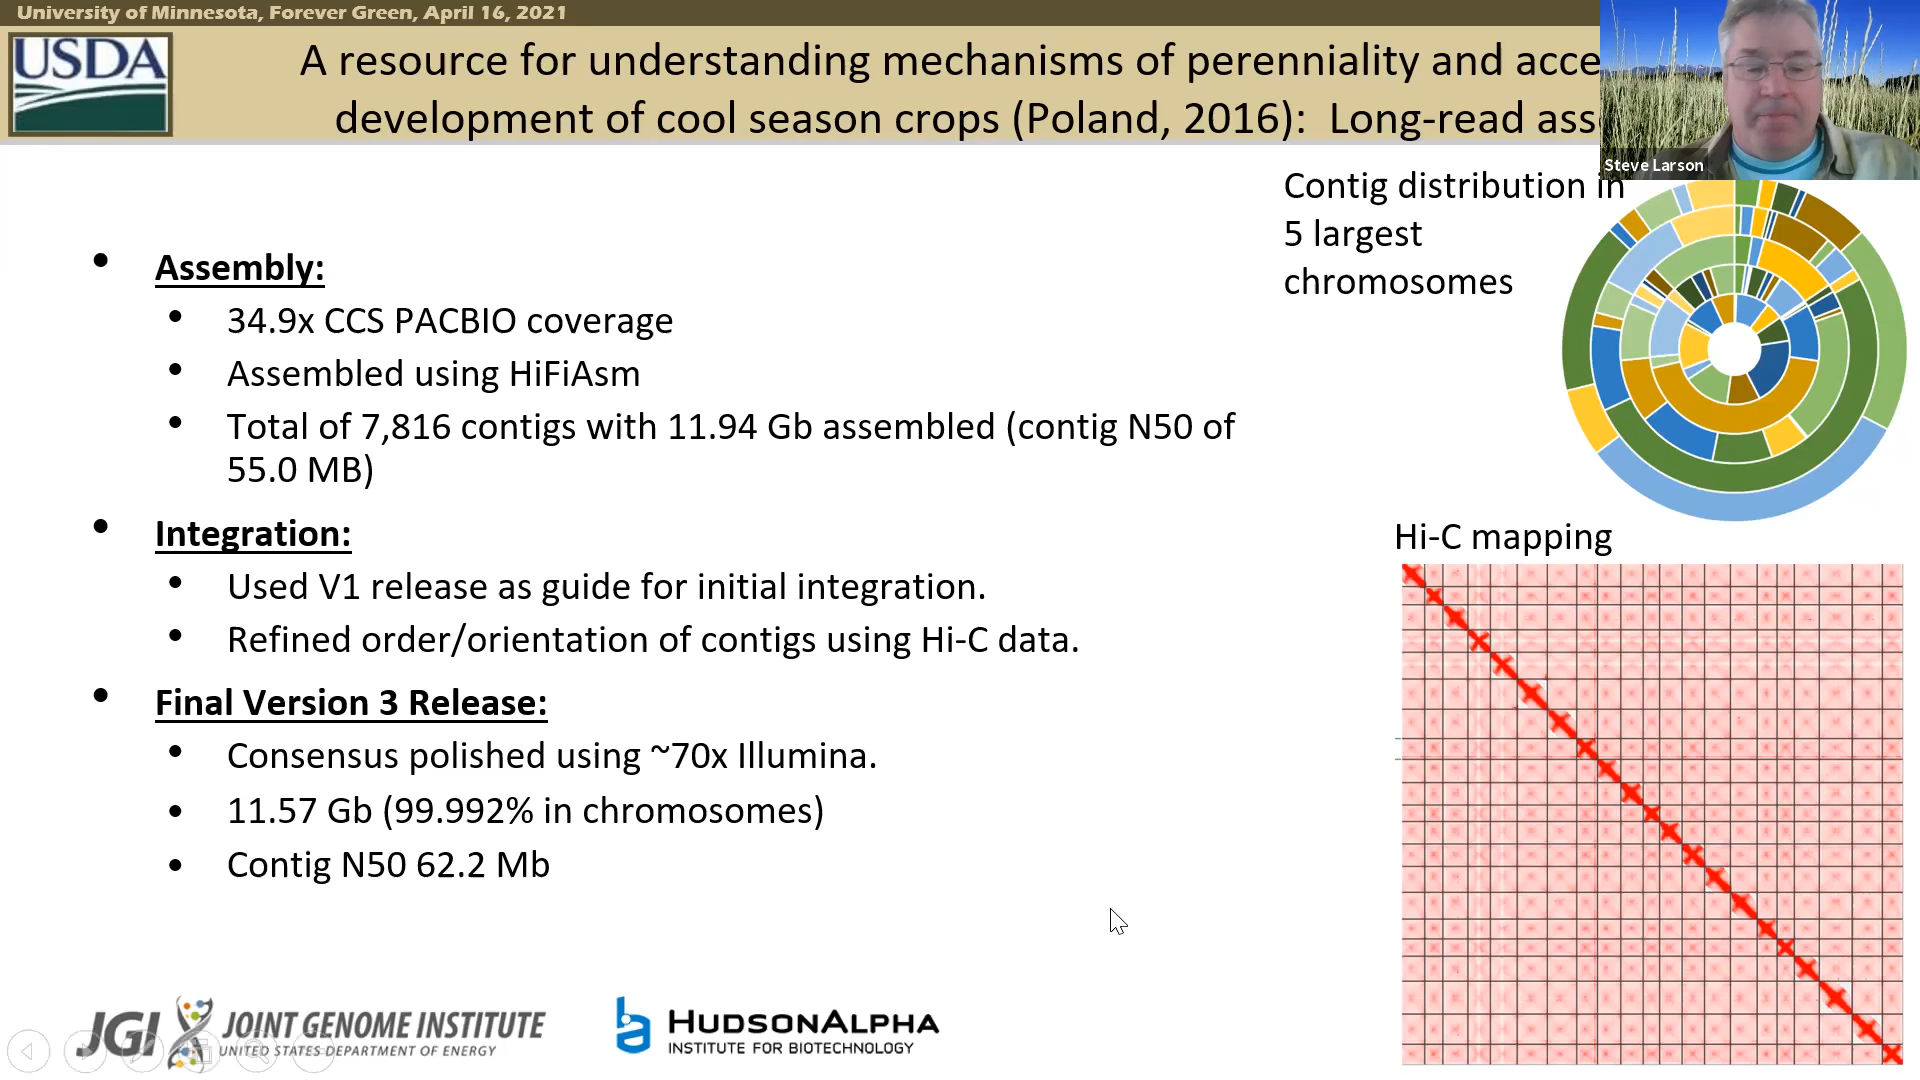 University of Minnesota, Forever Green, April 16, 2021
USDA
A resource for understanding mechanisms of perenniality and acce
development of cool season crops (Poland, 2016): Long-read ass
Steve Larson
Contig distribution in
5 largest
chromosomes
• Assembly:
• 34.9x CCS PACBIO coverage
• Assembled using HiFiAsm
• Total of 7,816 contigs with 11.94 Gb assembled (contig N50 of
55.0 MB)
• Integration:
• Used V1 release as guide for initial integration.
• Refined order/orientation of contigs using Hi-C data.
• Final Version 3 Release:
• Consensus polished using ~70x Illumina.
• 11.57 Gb (99.992% in chromosomes)
• Contig N50 62.2 Mb
Hi-C mapping
JGI JOINT GENOME INSTITUTE
UNITED STATES DEPARTMENT OF ENERGY
HUDSONALPHA
INSTITUTE FOR BIOTECHNOLOGY